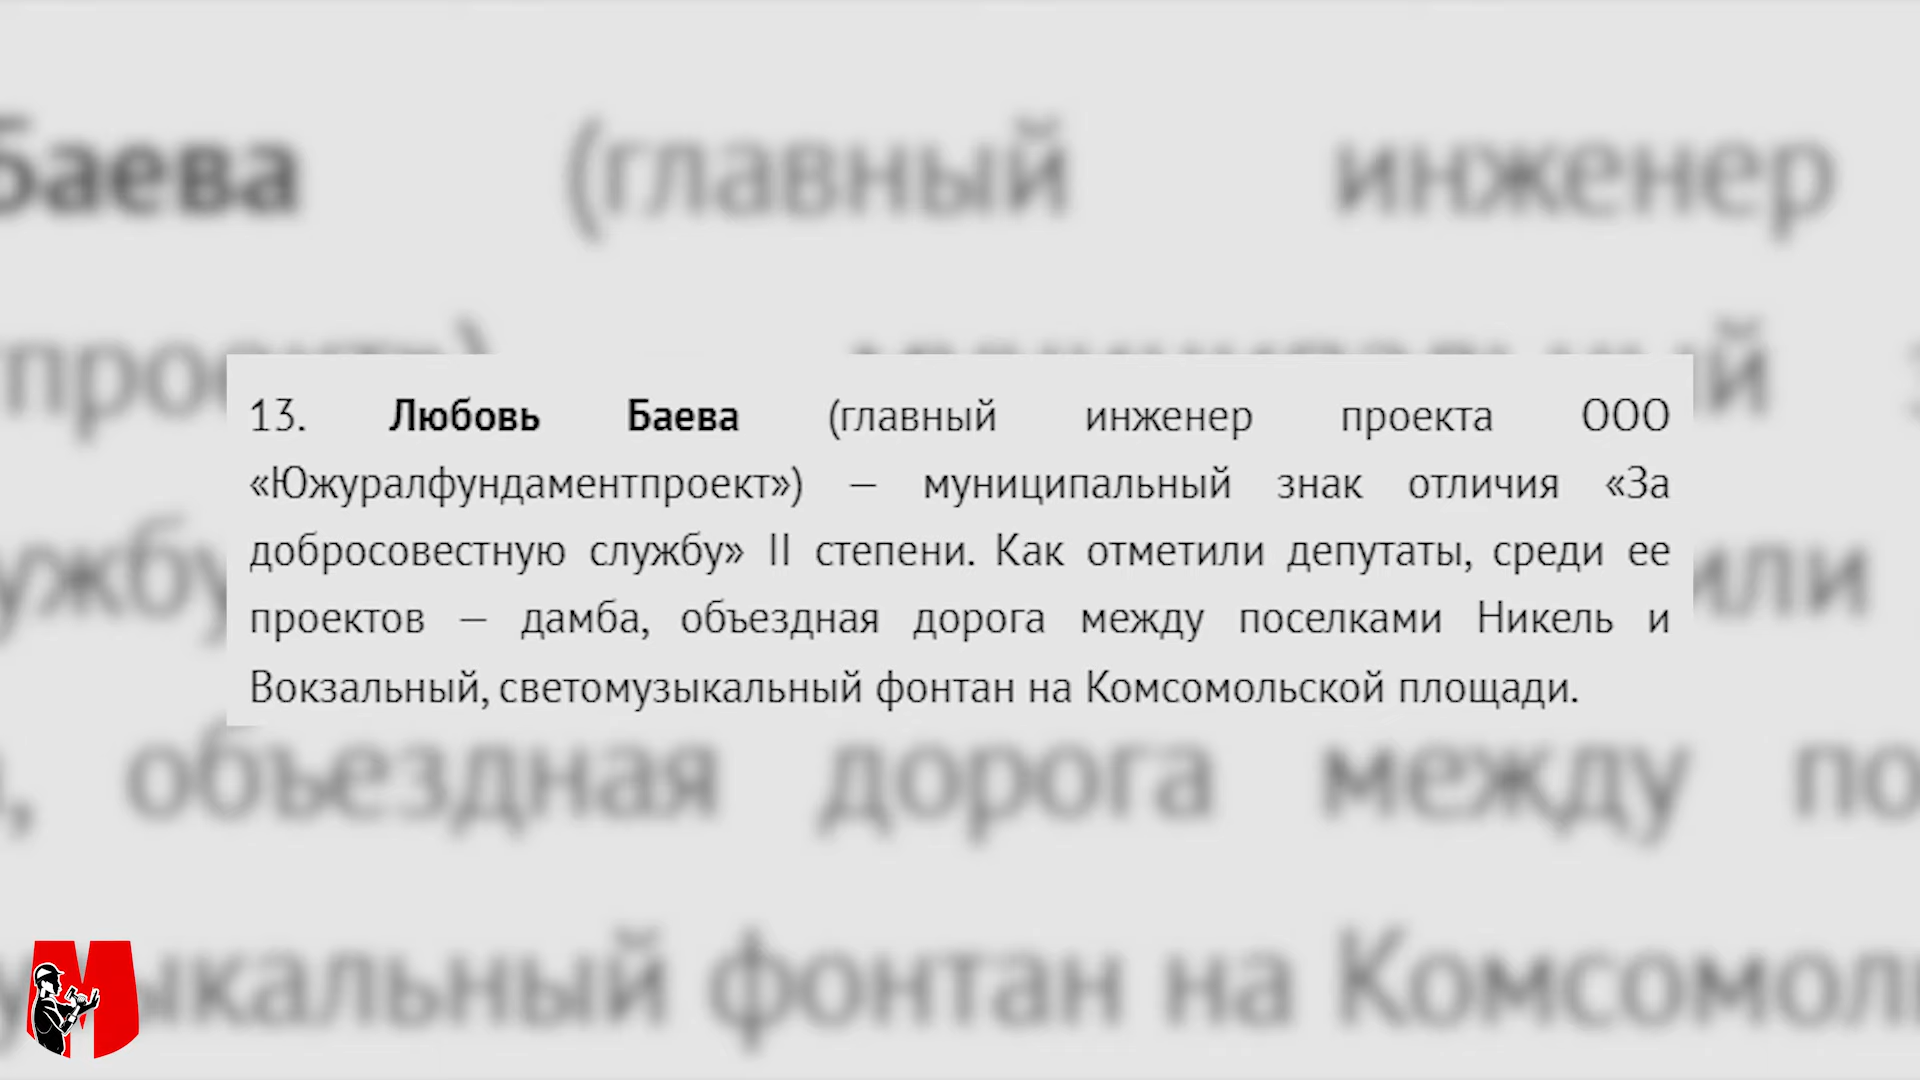 13. Любовь Баева (главный инженер проекта ООО
«Южуралфундаментпроект») — муниципальный знак отличия «За
добросовестную службу» II степени. Как отметили депутаты, среди ее
проектов — дамба, объездная дорога между поселками Никель и
Вокзальный, светомузыкальный фонтан на Комсомольской площади.